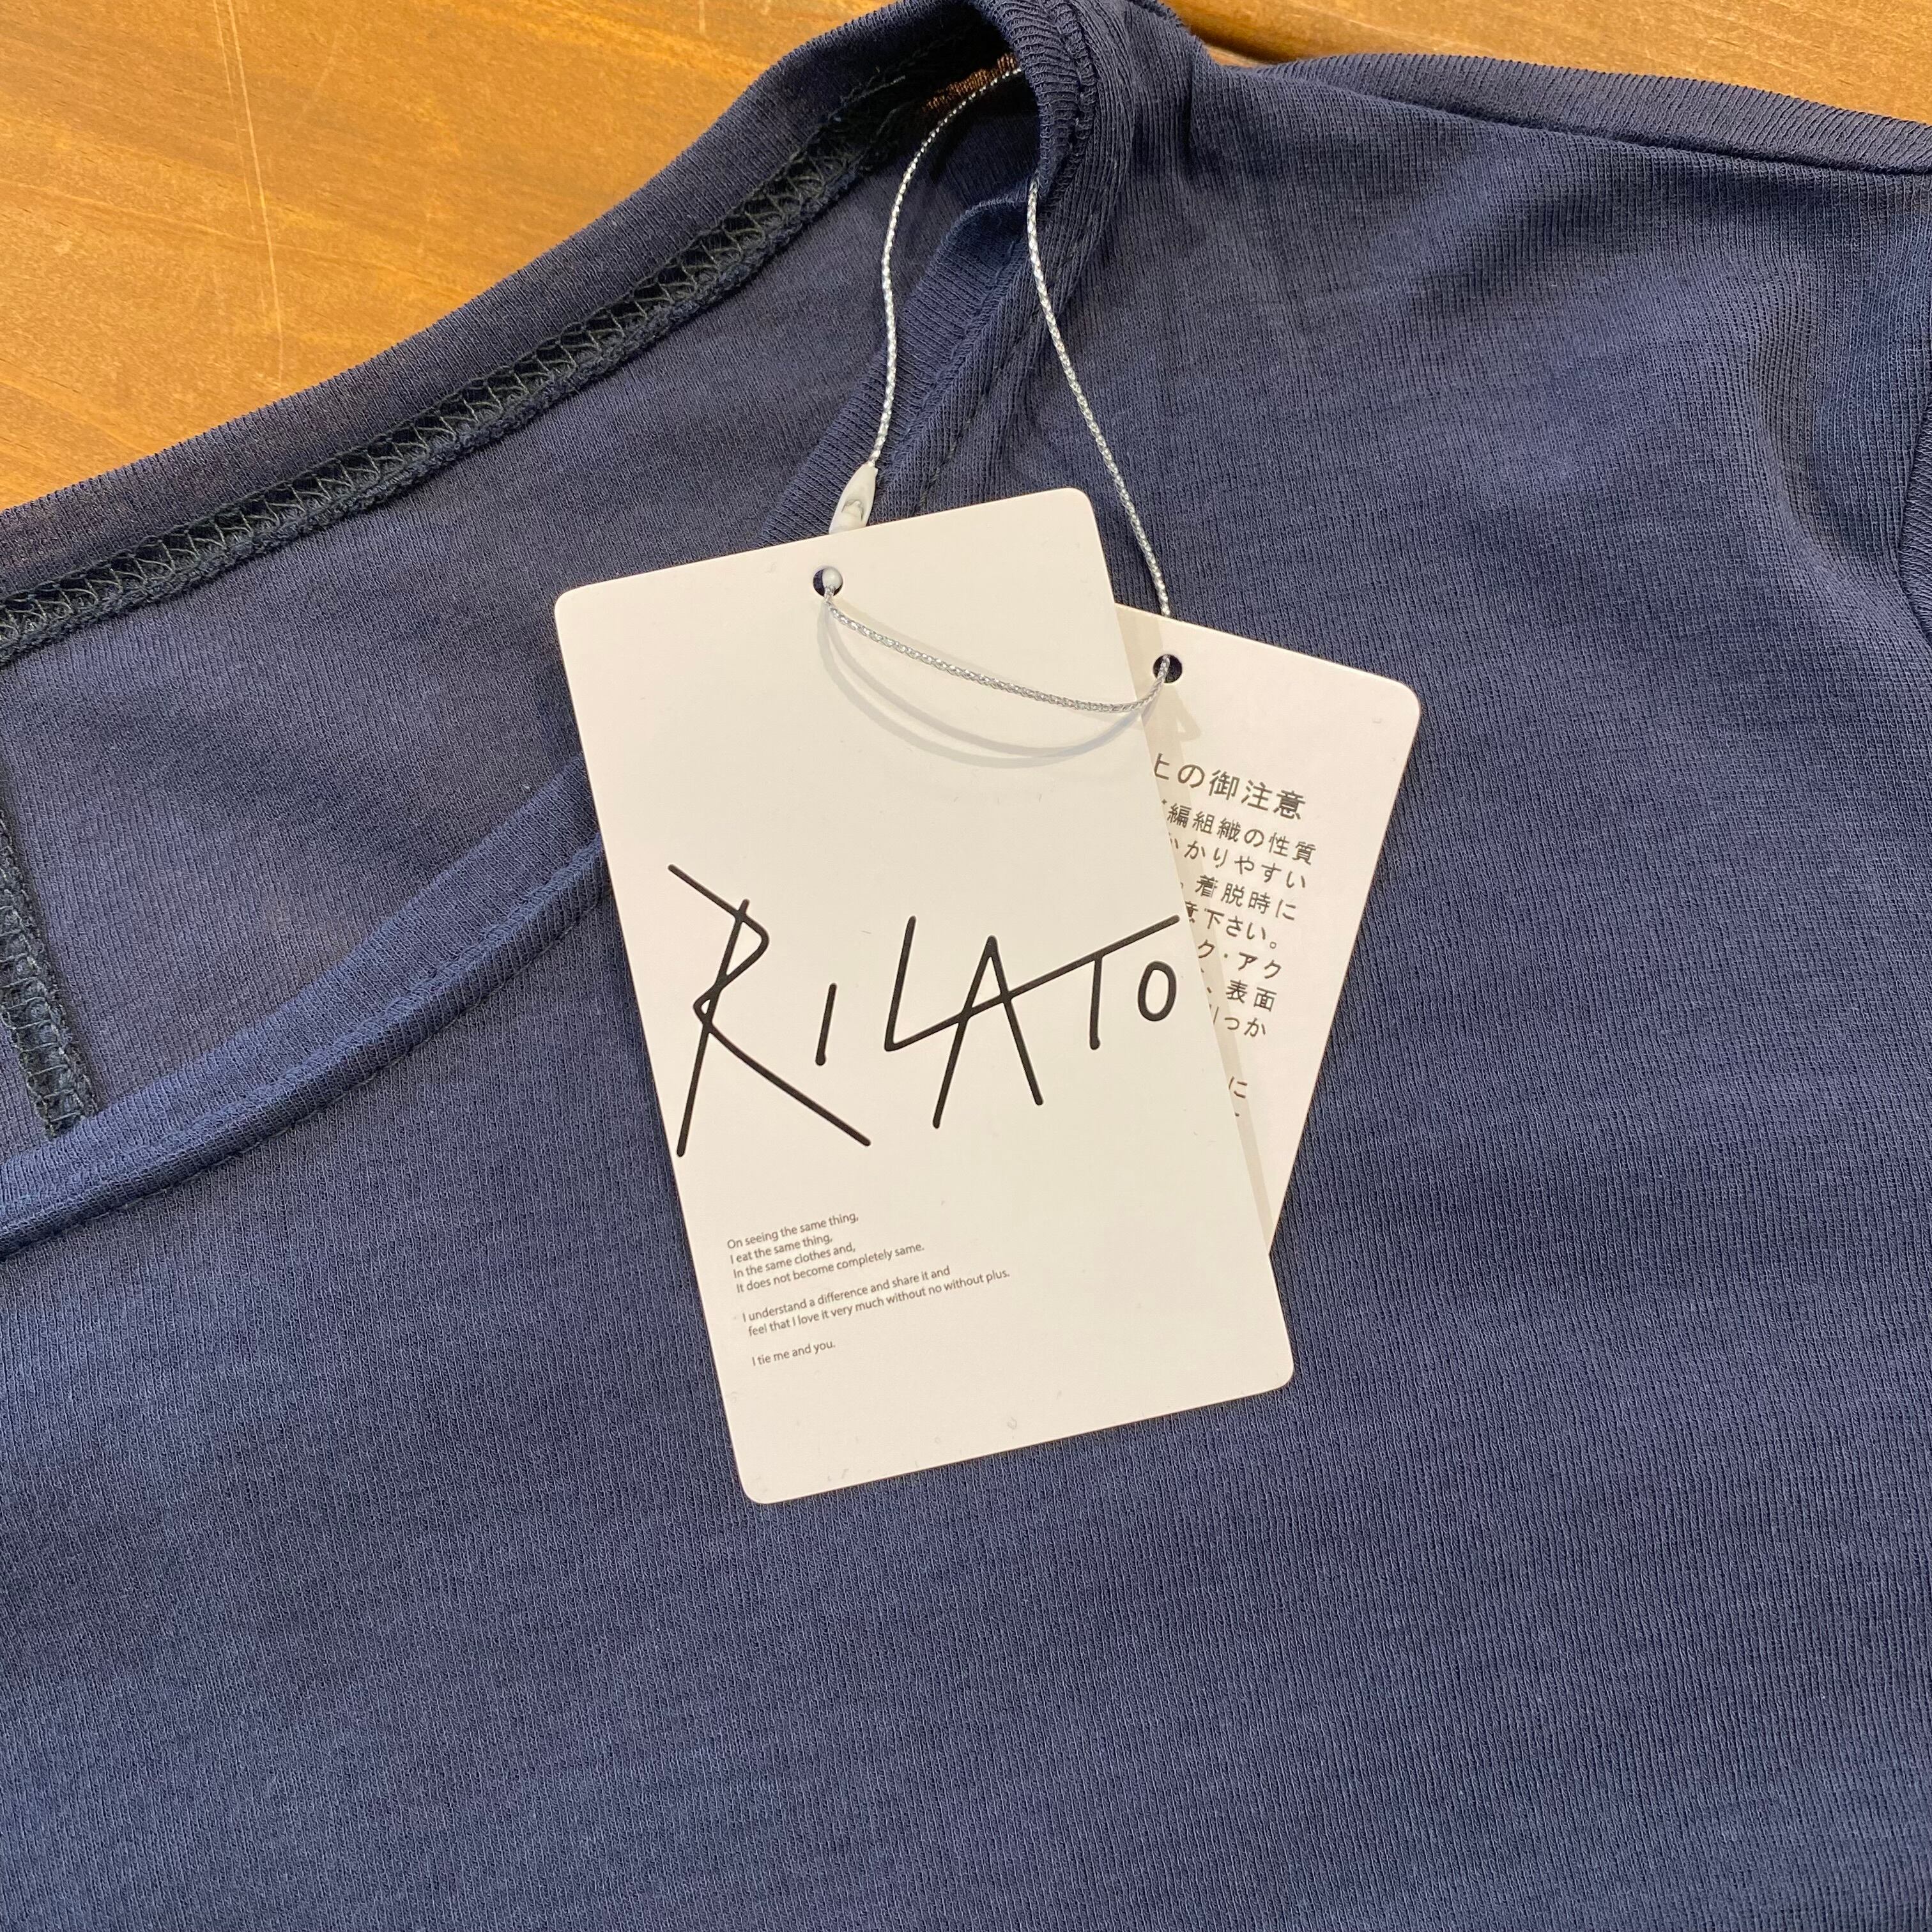 RILATO
On seeing the same thing,
I eat the same thing,
In the same clothes and,
It does not become completely same.
I understand a difference and share it and
feel that I love it very much without no without plus.
I tie me and you.
上の御注意
編組織の性質
かかりやすい
。着脱時に
意下さい。
ク・アク
表面
っか
に